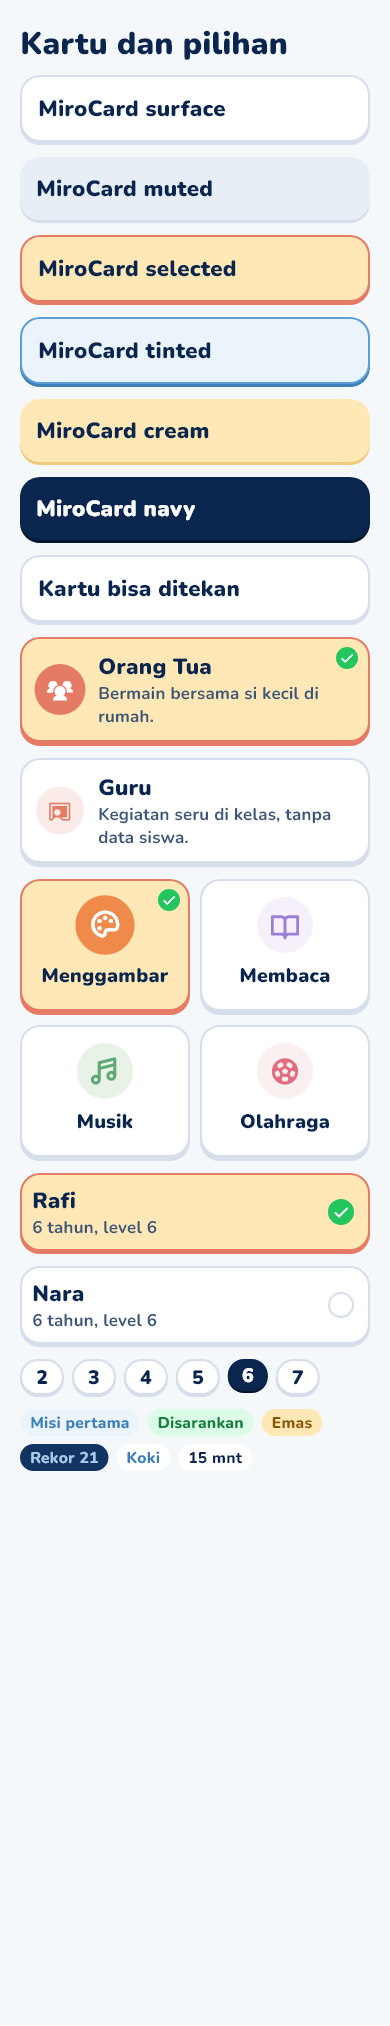 Kartu dan pilihan
MiroCard surface
MiroCard muted
MiroCard selected
MiroCard tinted
MiroCard cream
MiroCard navy
Kartu bisa ditekan
Orang Tua
Bermain bersama si kecil di
rumah.
Guru
Kegiatan seru di kelas, tanpa
data siswa.
Menggambar
Membaca
Musik
Olahraga
Rafi
6 tahun, level 6
Nara
6 tahun, level 6
2 3 4 5 6 7
Misi pertama Disarankan Emas
Rekor 21 Koki 15 mnt